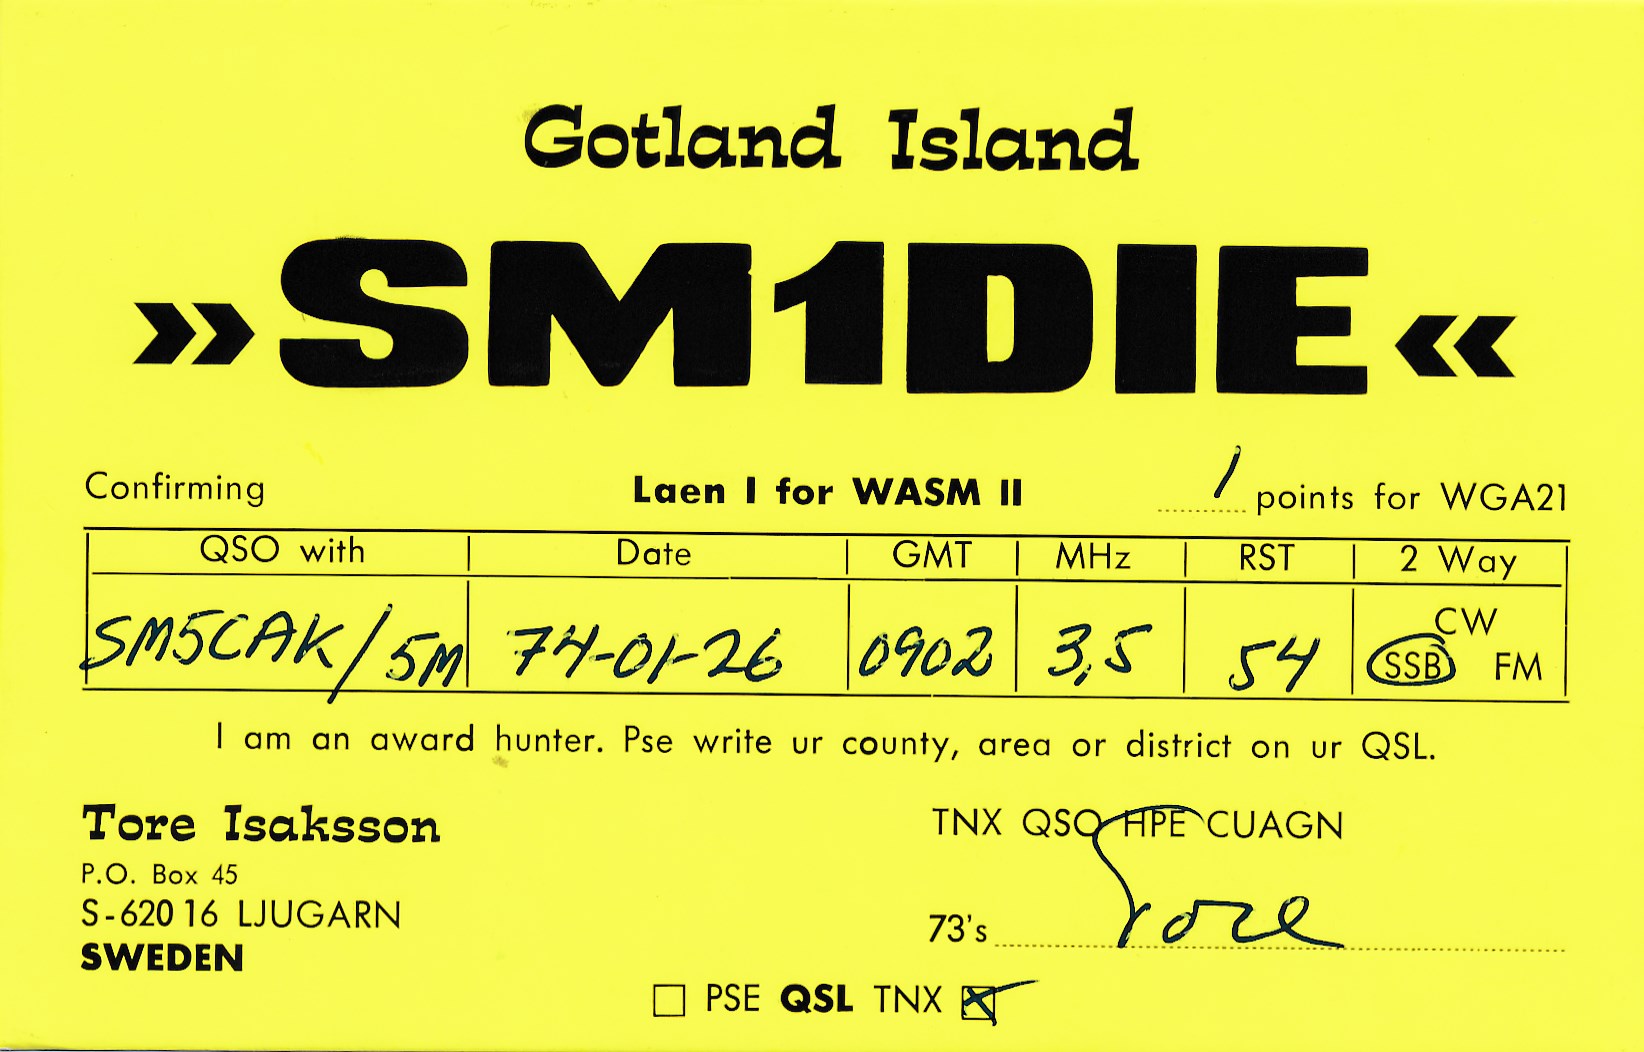 Gotland Island
»SM1DIE«
Confirming Laen I for WASM II 1 points for WGA21
QSO with Date GMT MHz RST 2 Way
CW
SM5CAK/5M 74-01-26 0902 3,5 54 SSB FM
I am an award hunter. Pse write ur county, area or district on ur QSL.
Tore Isaksson TNX QSO HPE CUAGN
P.O. Box 45
S-620 16 LJUGARN 73's Tore
SWEDEN
PSE QSL TNX X